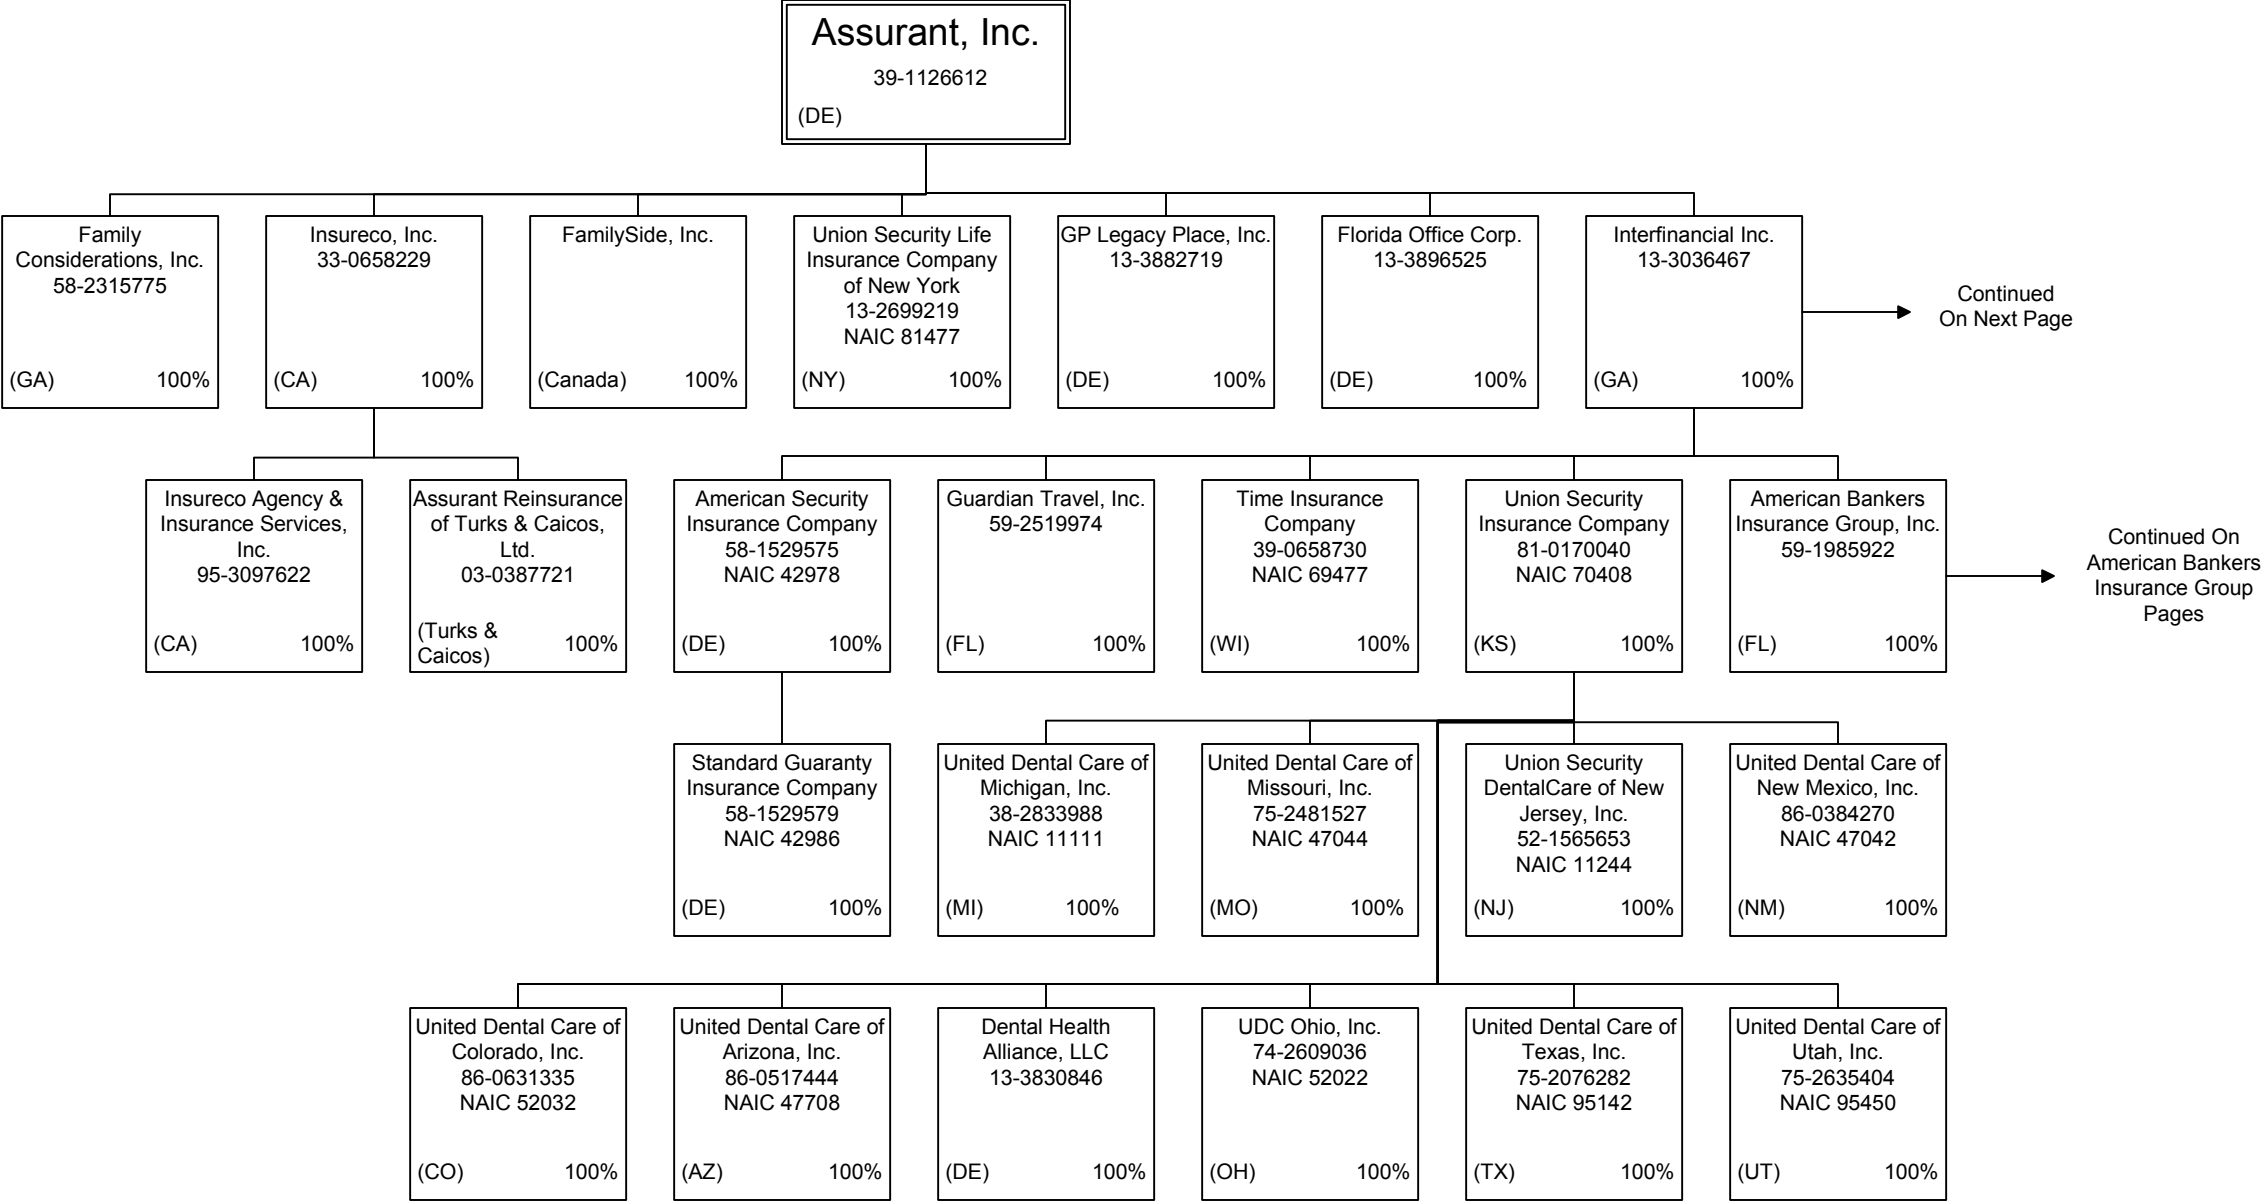 Assurant, Inc.
39-1126612
(DE)
Family
Considerations, Inc.
58-2315775
(GA) 100%
Insureco, Inc.
33-0658229
(CA) 100%
FamilySide, Inc.
(Canada) 100%
Union Security Life
Insurance Company
of New York
13-2699219
NAIC 81477
(NY) 100%
GP Legacy Place, Inc.
13-3882719
(DE) 100%
Florida Office Corp.
13-3896525
(DE) 100%
Interfinancial Inc.
13-3036467
(GA) 100%
Continued
On Next Page
Insureco Agency &
Insurance Services,
Inc.
95-3097622
(CA) 100%
Assurant Reinsurance
of Turks & Caicos,
Ltd.
03-0387721
(Turks &
Caicos) 100%
American Security
Insurance Company
58-1529575
NAIC 42978
(DE) 100%
Guardian Travel, Inc.
59-2519974
(FL) 100%
Time Insurance
Company
39-0658730
NAIC 69477
(WI) 100%
Union Security
Insurance Company
81-0170040
NAIC 70408
(KS) 100%
American Bankers
Insurance Group, Inc.
59-1985922
(FL) 100%
Continued On
American Bankers
Insurance Group
Pages
Standard Guaranty
Insurance Company
58-1529579
NAIC 42986
(DE) 100%
United Dental Care of
Michigan, Inc.
38-2833988
NAIC 11111
(MI) 100%
United Dental Care of
Missouri, Inc.
75-2481527
NAIC 47044
(MO) 100%
Union Security
DentalCare of New
Jersey, Inc.
52-1565653
NAIC 11244
(NJ) 100%
United Dental Care of
New Mexico, Inc.
86-0384270
NAIC 47042
(NM) 100%
United Dental Care of
Colorado, Inc.
86-0631335
NAIC 52032
(CO) 100%
United Dental Care of
Arizona, Inc.
86-0517444
NAIC 47708
(AZ) 100%
Dental Health
Alliance, LLC
13-3830846
(DE) 100%
UDC Ohio, Inc.
74-2609036
NAIC 52022
(OH) 100%
United Dental Care of
Texas, Inc.
75-2076282
NAIC 95142
(TX) 100%
United Dental Care of
Utah, Inc.
75-2635404
NAIC 95450
(UT) 100%